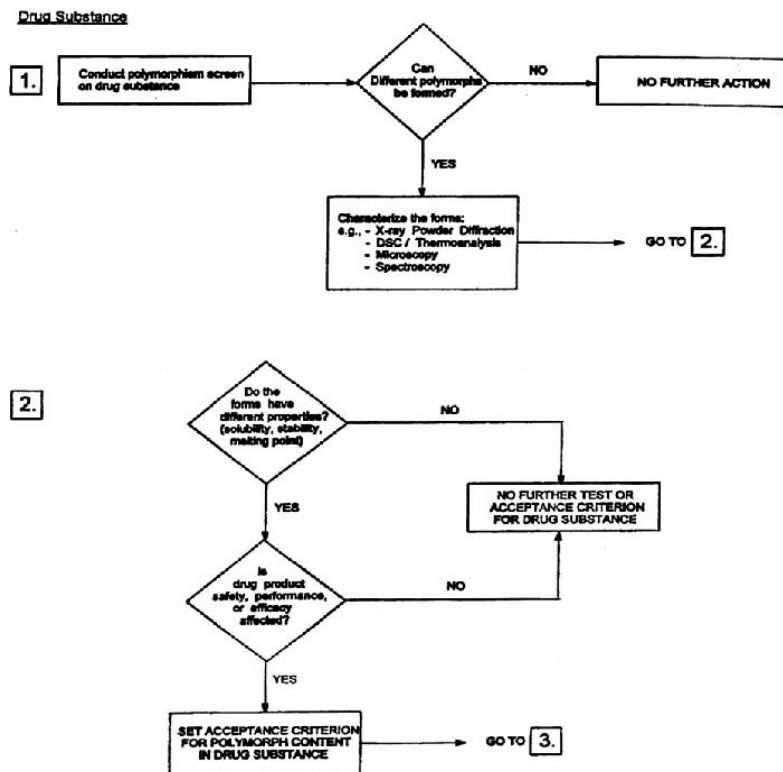 Drug Substance
1.
Conduct polymorphism screen
on drug substance
Can
Different polymorphs
be formed?
NO
NO FURTHER ACTION
YES
Characterize the forms:
e.g., - X-ray Powder Diffraction
- DSC / Thermoanalysis
- Microscopy
- Spectroscopy
GO TO 2.
2.
Do the
forms have
different properties?
(solubility, stability,
melting point)
NO
NO FURTHER TEST OR
ACCEPTANCE CRITERION
FOR DRUG SUBSTANCE
YES
Is
drug product
safety, performance,
or efficacy
affected?
NO
YES
SET ACCEPTANCE CRITERION
FOR POLYMORPH CONTENT
IN DRUG SUBSTANCE
GO TO 3.